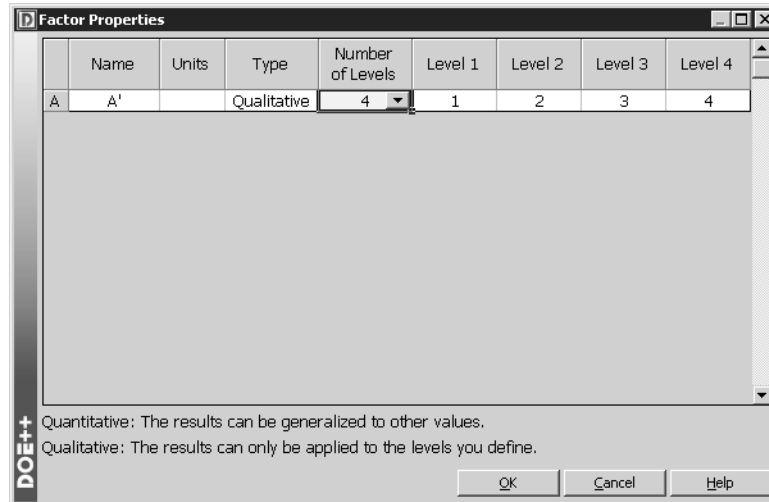 Factor Properties
Name Units Type Number of Levels Level 1 Level 2 Level 3 Level 4
A A' Qualitative 4 1 2 3 4
Quantitative: The results can be generalized to other values.
Qualitative: The results can only be applied to the levels you define.
OK Cancel Help
DOE++